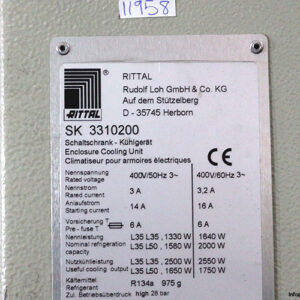 11958
RITTAL
RITTAL
Rudolf Loh GmbH & Co. KG
Auf dem Stützelberg
D - 35745 Herborn
SK 3310200
Schaltschrank - Kühlgerät
Enclosure Cooling Unit
Climatiseur pour armoires électriques
CE
Nennspannung 400V/50Hz 3~ 400V/60Hz 3~
Rated voltage
Nennstrom 3 A 3,2 A
Rated current
Anlaufstrom 14 A 16 A
Starting current
Vorsicherung T 6 A 6 A
Pre - fuse T
Nennleistung L35 L35 , 1330 W 1640 W
Nominal refrigeration L35 L50 , 1580 W 2000 W
capacity
Nutzkühlleistung L35 L35 , 2500 W 2550 W
Useful cooling output L35 L50 , 1650 W 1750 W
Kältemittel R134a 975 g
Refrigerant
Zul. Betriebsüberdruck high 28 bar